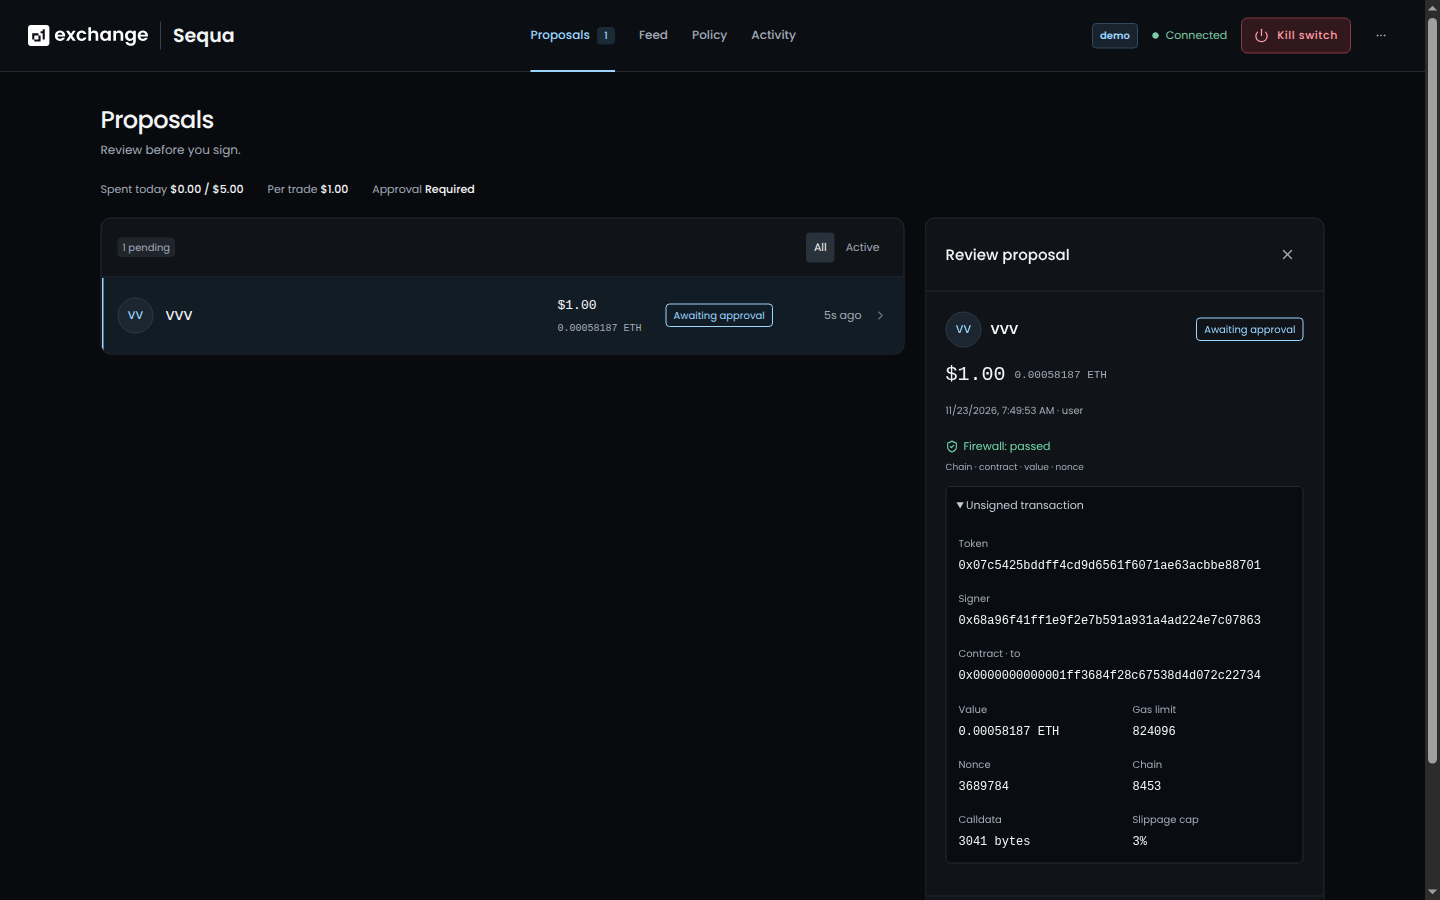 exchange
Sequa
Proposals 1
Feed
Policy
Activity
demo
Connected
Kill switch
...
Proposals
Review before you sign.
Spent today $0.00 / $5.00
Per trade $1.00
Approval Required
1 pending
All
Active
VV
VVV
$1.00
0.00058187 ETH
Awaiting approval
5s ago
Review proposal
VV
VVV
Awaiting approval
$1.00 0.00058187 ETH
11/23/2026, 7:49:53 AM · user
Firewall: passed
Chain · contract · value · nonce
Unsigned transaction
Token
0x07c5425bddff4cd9d6561f6071ae63acbbe88701
Signer
0x68a96f41ff1e9f2e7b591a931a4ad224e7c07863
Contract · to
0x0000000000001ff3684f28c67538d4d072c22734
Value
0.00058187 ETH
Gas limit
824096
Nonce
3689784
Chain
8453
Calldata
3041 bytes
Slippage cap
3%